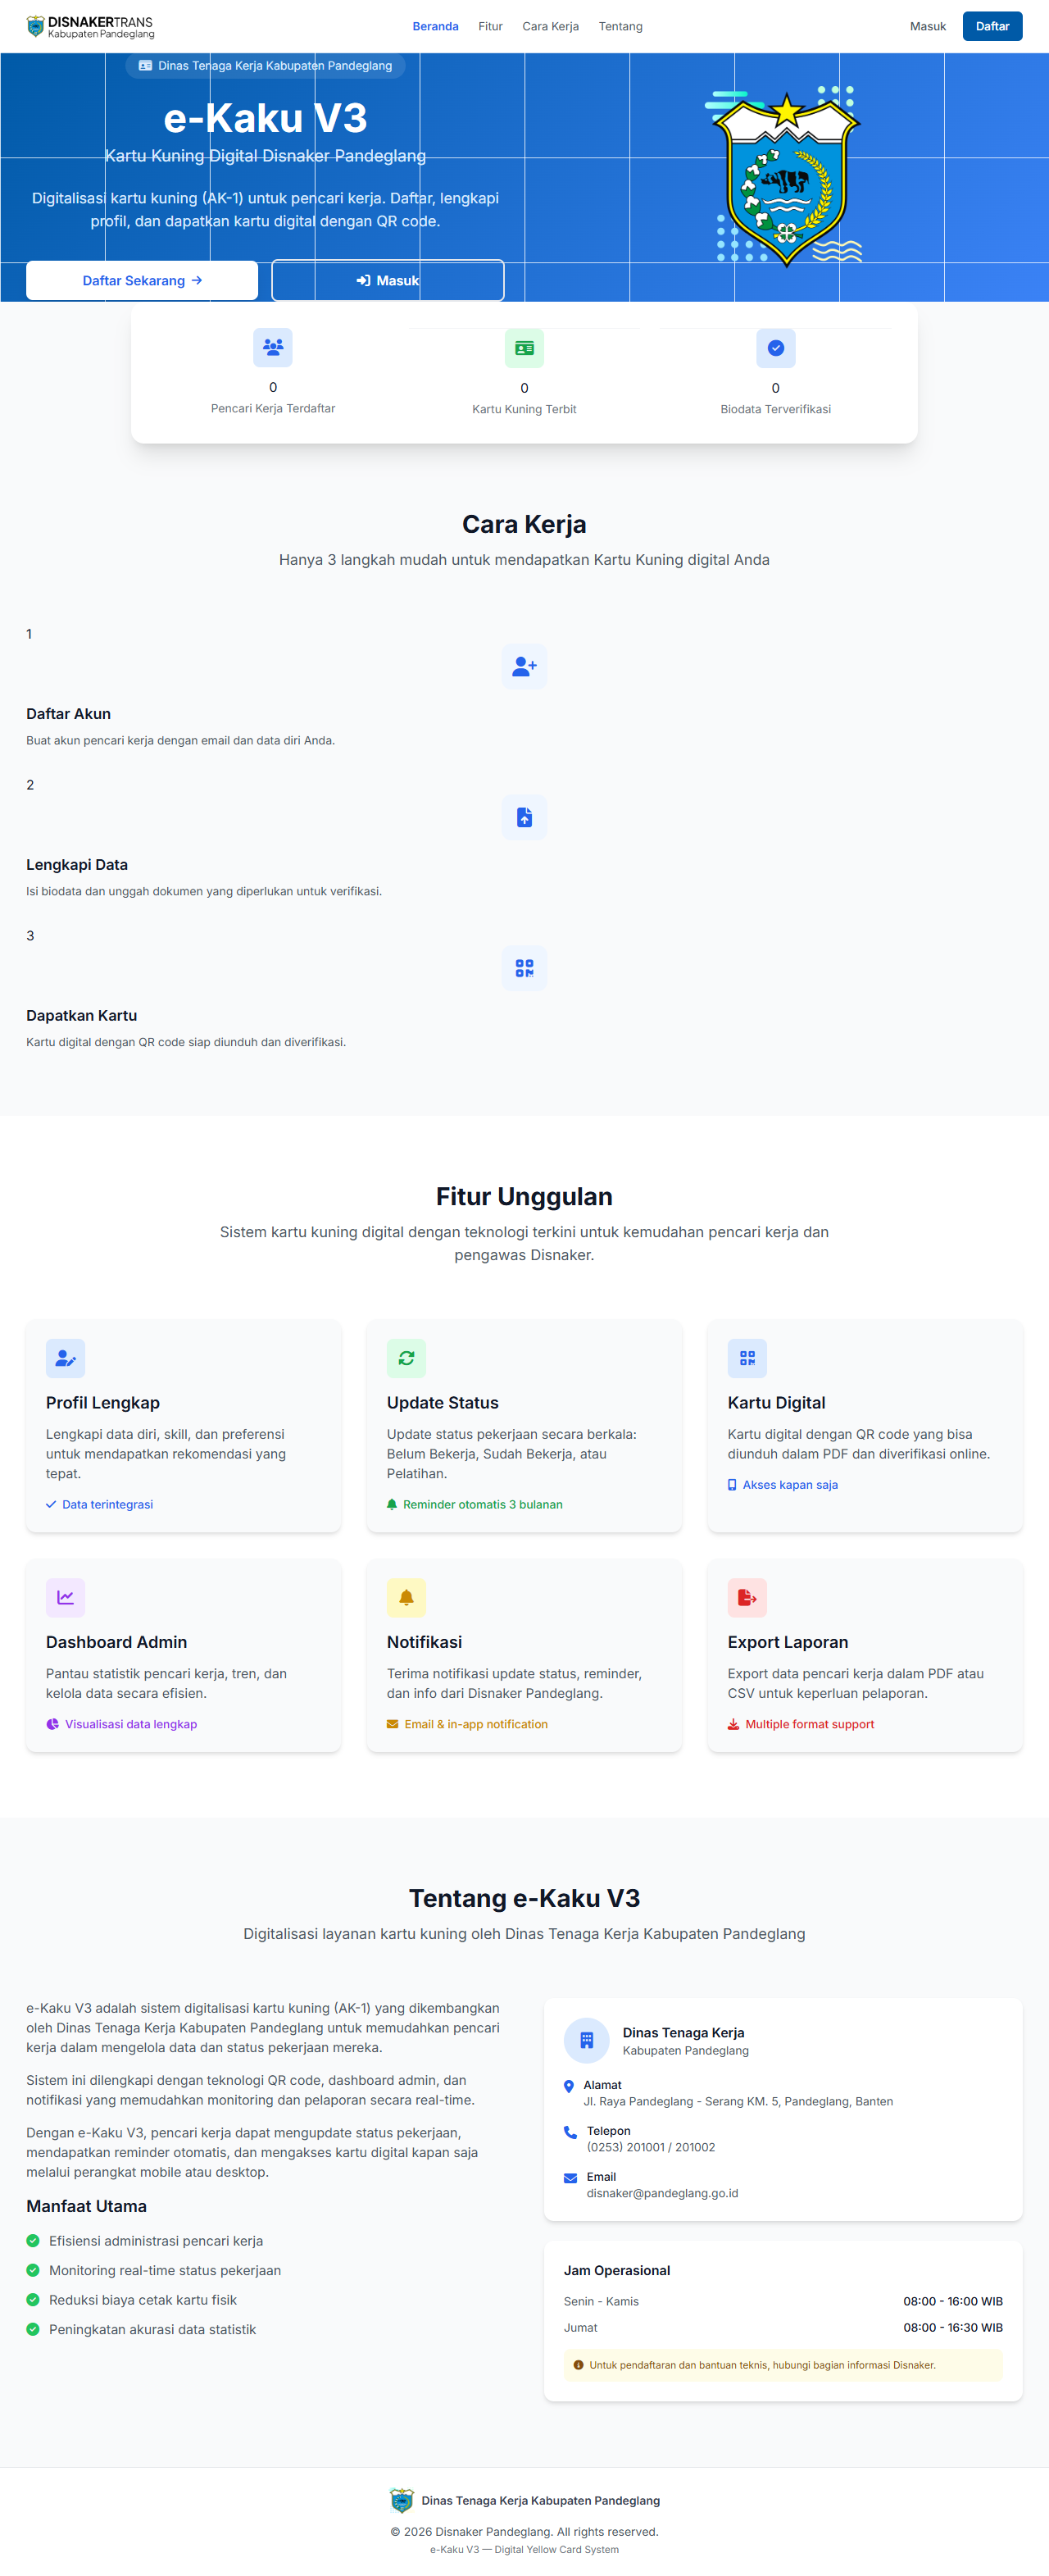 DISNAKERTRANS
Kabupaten Pandeglang
Beranda
Fitur
Cara Kerja
Tentang
Masuk
Daftar
Dinas Tenaga Kerja Kabupaten Pandeglang
e-Kaku V3
Kartu Kuning Digital Disnaker Pandeglang
Digitalisasi kartu kuning (AK-1) untuk pencari kerja. Daftar, lengkapi
profil, dan dapatkan kartu digital dengan QR code.
Daftar Sekarang →
Masuk
0
Pencari Kerja Terdaftar
0
Kartu Kuning Terbit
0
Biodata Terverifikasi
Cara Kerja
Hanya 3 langkah mudah untuk mendapatkan Kartu Kuning digital Anda
1
Daftar Akun
Buat akun pencari kerja dengan email dan data diri Anda.
2
Lengkapi Data
Isi biodata dan unggah dokumen yang diperlukan untuk verifikasi.
3
Dapatkan Kartu
Kartu digital dengan QR code siap diunduh dan diverifikasi.
Fitur Unggulan
Sistem kartu kuning digital dengan teknologi terkini untuk kemudahan pencari kerja dan
pengawas Disnaker.
Profil Lengkap
Lengkapi data diri, skill, dan preferensi
untuk mendapatkan rekomendasi yang
tepat.
Data terintegrasi
Update Status
Update status pekerjaan secara berkala:
Belum Bekerja, Sudah Bekerja, atau
Pelatihan.
Reminder otomatis 3 bulanan
Kartu Digital
Kartu digital dengan QR code yang bisa
diunduh dalam PDF dan diverifikasi online.
Akses kapan saja
Dashboard Admin
Pantau statistik pencari kerja, tren, dan
kelola data secara efisien.
Visualisasi data lengkap
Notifikasi
Terima notifikasi update status, reminder,
dan info dari Disnaker Pandeglang.
Email & in-app notification
Export Laporan
Export data pencari kerja dalam PDF atau
CSV untuk keperluan pelaporan.
Multiple format support
Tentang e-Kaku V3
Digitalisasi layanan kartu kuning oleh Dinas Tenaga Kerja Kabupaten Pandeglang
e-Kaku V3 adalah sistem digitalisasi kartu kuning (AK-1) yang dikembangkan
oleh Dinas Tenaga Kerja Kabupaten Pandeglang untuk memudahkan pencari
kerja dalam mengelola data dan status pekerjaan mereka.
Sistem ini dilengkapi dengan teknologi QR code, dashboard admin, dan
notifikasi yang memudahkan monitoring dan pelaporan secara real-time.
Dengan e-Kaku V3, pencari kerja dapat mengupdate status pekerjaan,
mendapatkan reminder otomatis, dan mengakses kartu digital kapan saja
melalui perangkat mobile atau desktop.
Manfaat Utama
Efisiensi administrasi pencari kerja
Monitoring real-time status pekerjaan
Reduksi biaya cetak kartu fisik
Peningkatan akurasi data statistik
Dinas Tenaga Kerja
Kabupaten Pandeglang
Alamat
Jl. Raya Pandeglang - Serang KM. 5, Pandeglang, Banten
Telepon
(0253) 201001 / 201002
Email
disnaker@pandeglang.go.id
Jam Operasional
Senin - Kamis 08:00 - 16:00 WIB
Jumat 08:00 - 16:30 WIB
Untuk pendaftaran dan bantuan teknis, hubungi bagian informasi Disnaker.
Dinas Tenaga Kerja Kabupaten Pandeglang
© 2026 Disnaker Pandeglang. All rights reserved.
e-Kaku V3 — Digital Yellow Card System